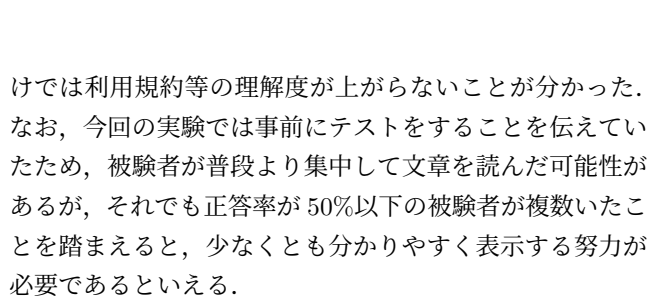 けでは利用規約等の理解度が上がらないことが分かった．
なお，今回の実験では事前にテストをすることを伝えてい
たため，被験者が普段より集中して文章を読んだ可能性が
あるが，それでも正答率が 50%以下の被験者が複数いたこ
とを踏まえると，少なくとも分かりやすく表示する努力が
必要であるといえる．